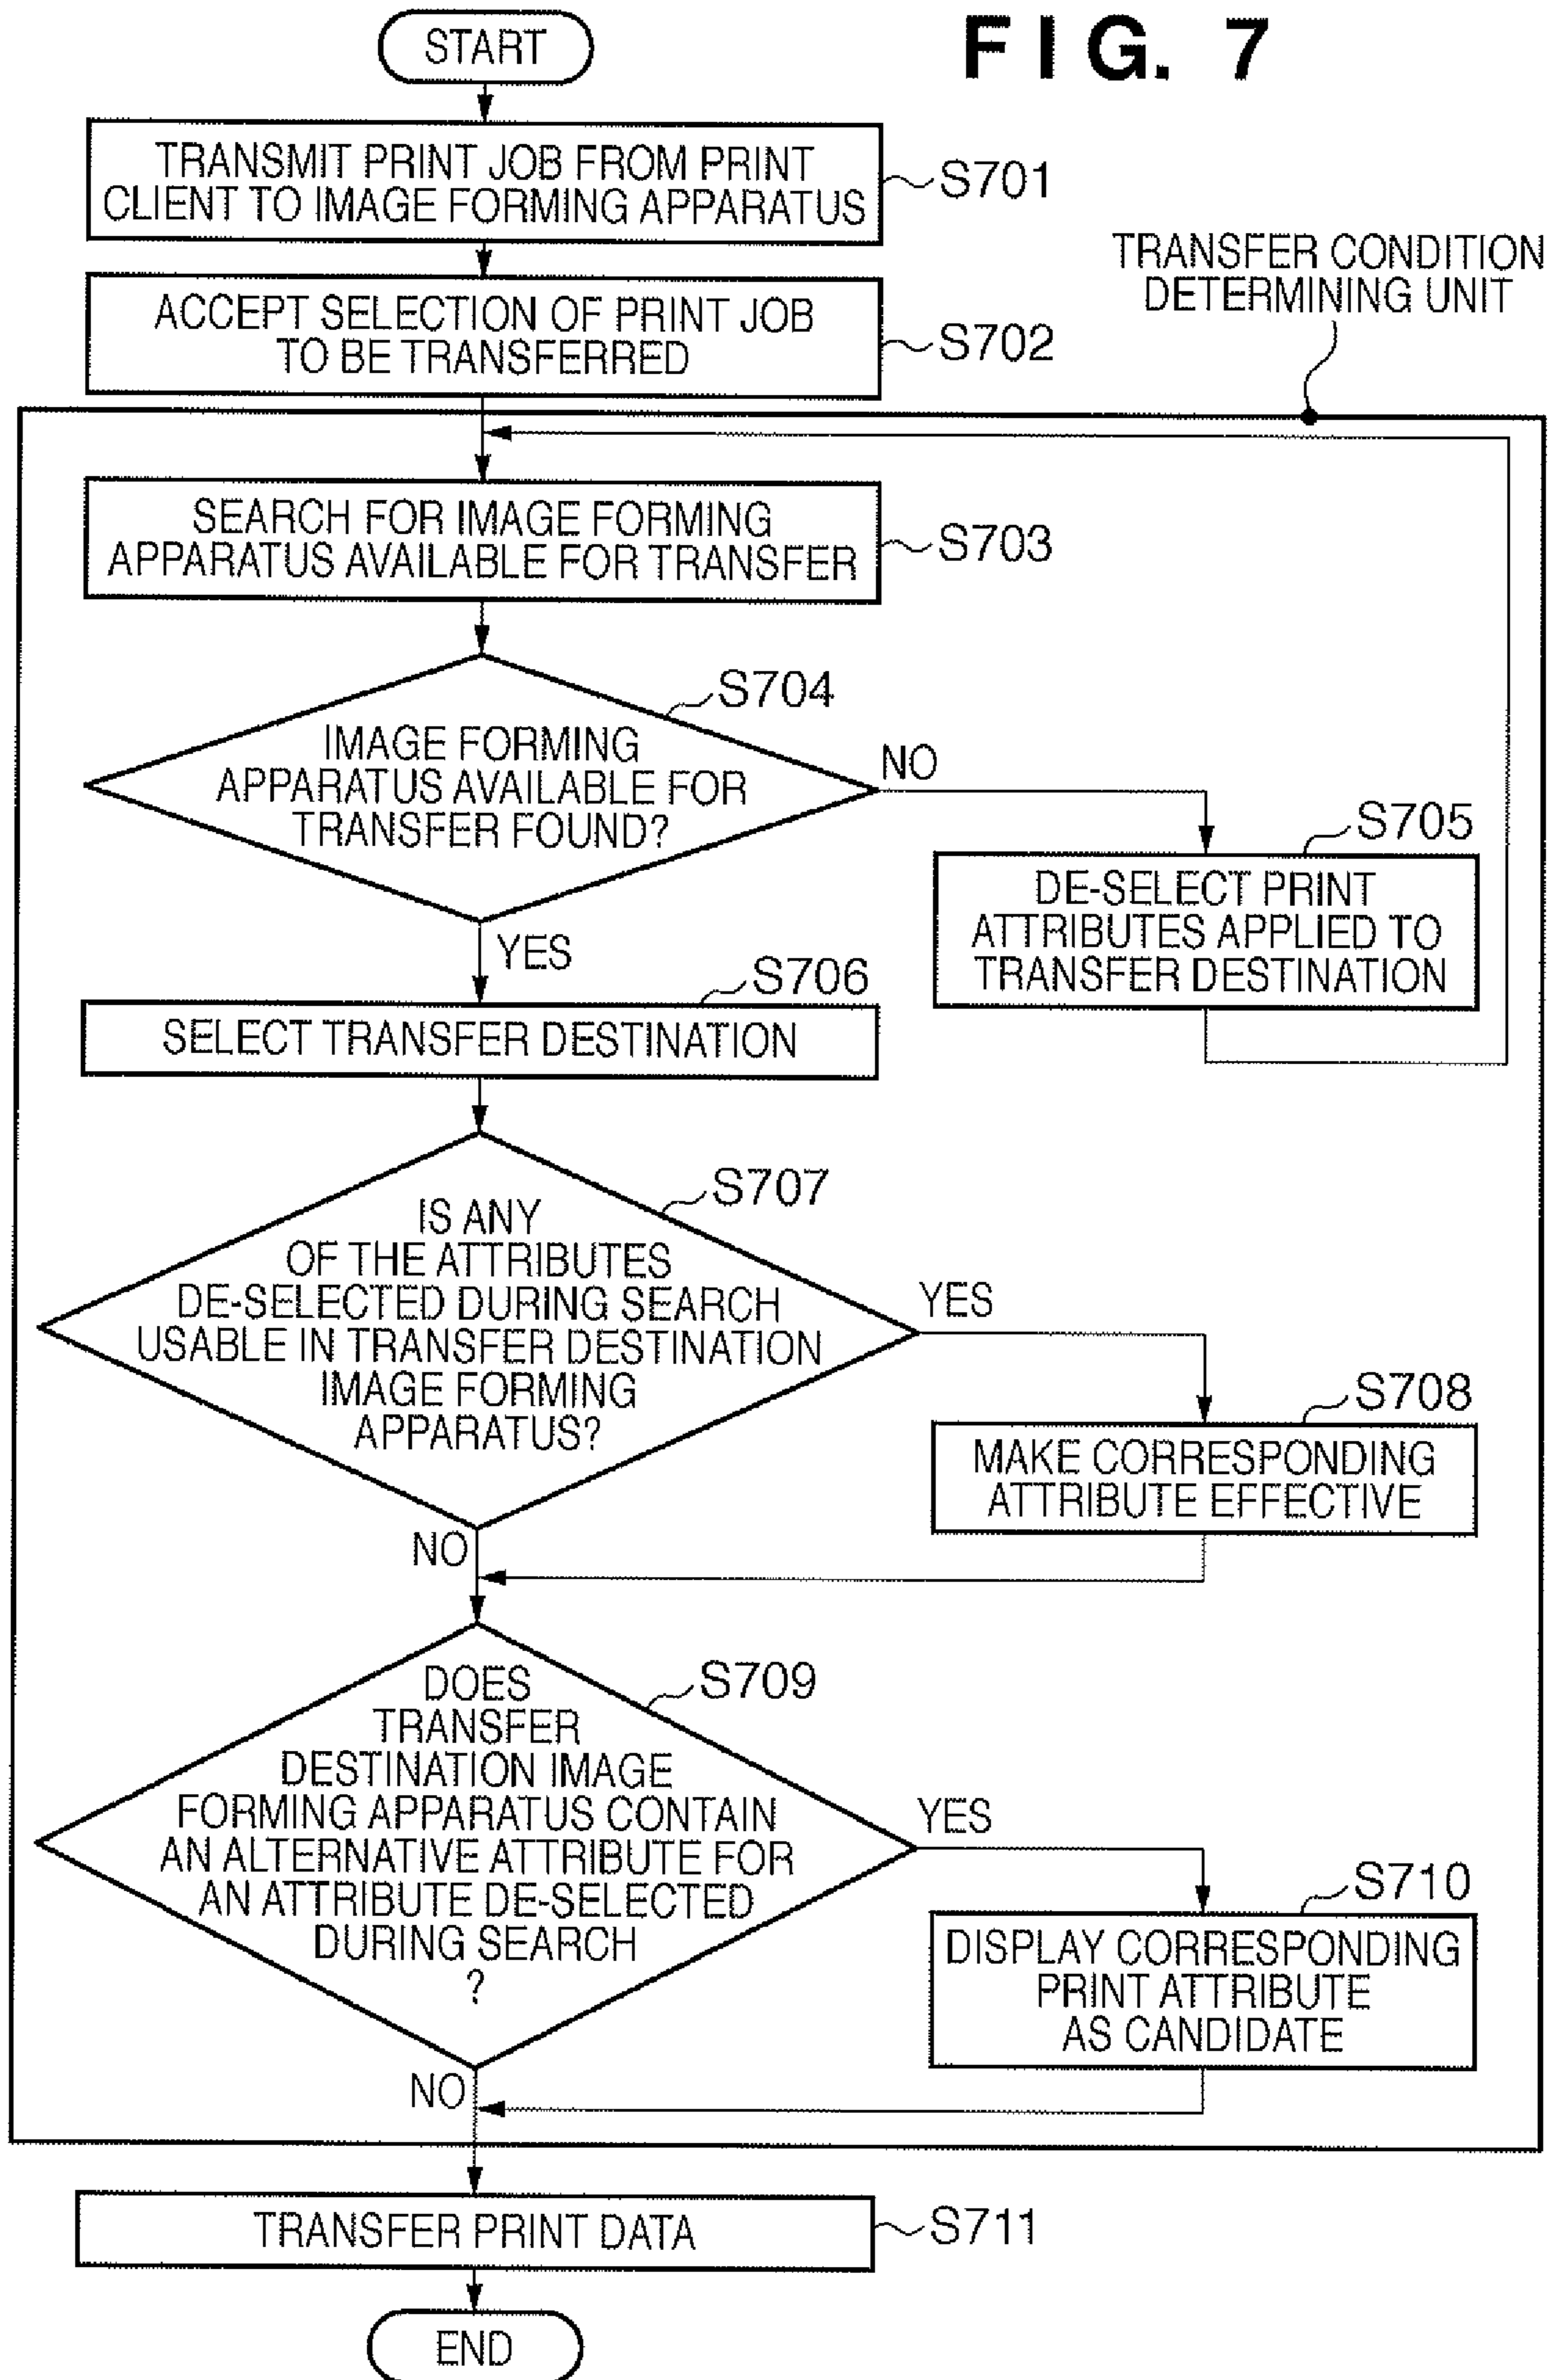 FIG. 7
START
TRANSMIT PRINT JOB FROM PRINT
CLIENT TO IMAGE FORMING APPARATUS
S701
ACCEPT SELECTION OF PRINT JOB
TO BE TRANSFERRED
S702
TRANSFER CONDITION
DETERMINING UNIT
SEARCH FOR IMAGE FORMING
APPARATUS AVAILABLE FOR TRANSFER
S703
S704
IMAGE FORMING
APPARATUS AVAILABLE FOR
TRANSFER FOUND?
NO
YES
S705
DE-SELECT PRINT
ATTRIBUTES APPLIED TO
TRANSFER DESTINATION
S706
SELECT TRANSFER DESTINATION
S707
IS ANY
OF THE ATTRIBUTES
DE-SELECTED DURING SEARCH
USABLE IN TRANSFER DESTINATION
IMAGE FORMING
APPARATUS?
YES
NO
S708
MAKE CORRESPONDING
ATTRIBUTE EFFECTIVE
S709
DOES
TRANSFER
DESTINATION IMAGE
FORMING APPARATUS CONTAIN
AN ALTERNATIVE ATTRIBUTE FOR
AN ATTRIBUTE DE-SELECTED
DURING SEARCH
?
YES
NO
S710
DISPLAY CORRESPONDING
PRINT ATTRIBUTE
AS CANDIDATE
TRANSFER PRINT DATA
S711
END